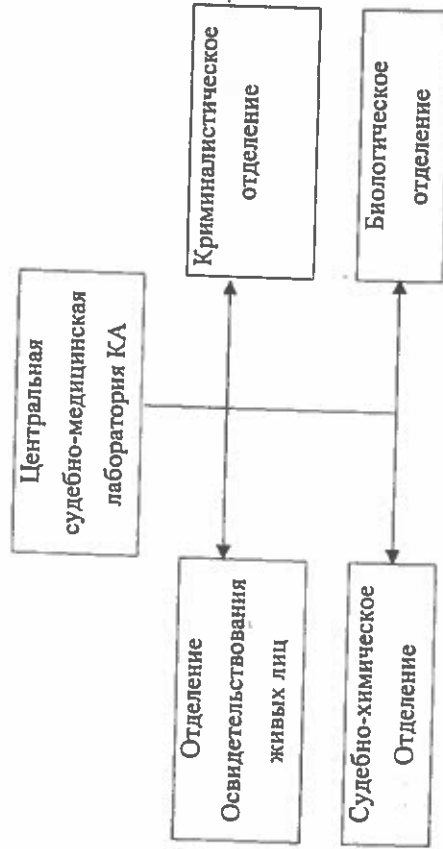 Центральная
судебно-медицинская
лаборатория КА
Отделение
Освидетельствования
живых лиц
Криминалистическое
отделение
Судебно-химическое
Отделение
Биологическое
отделение